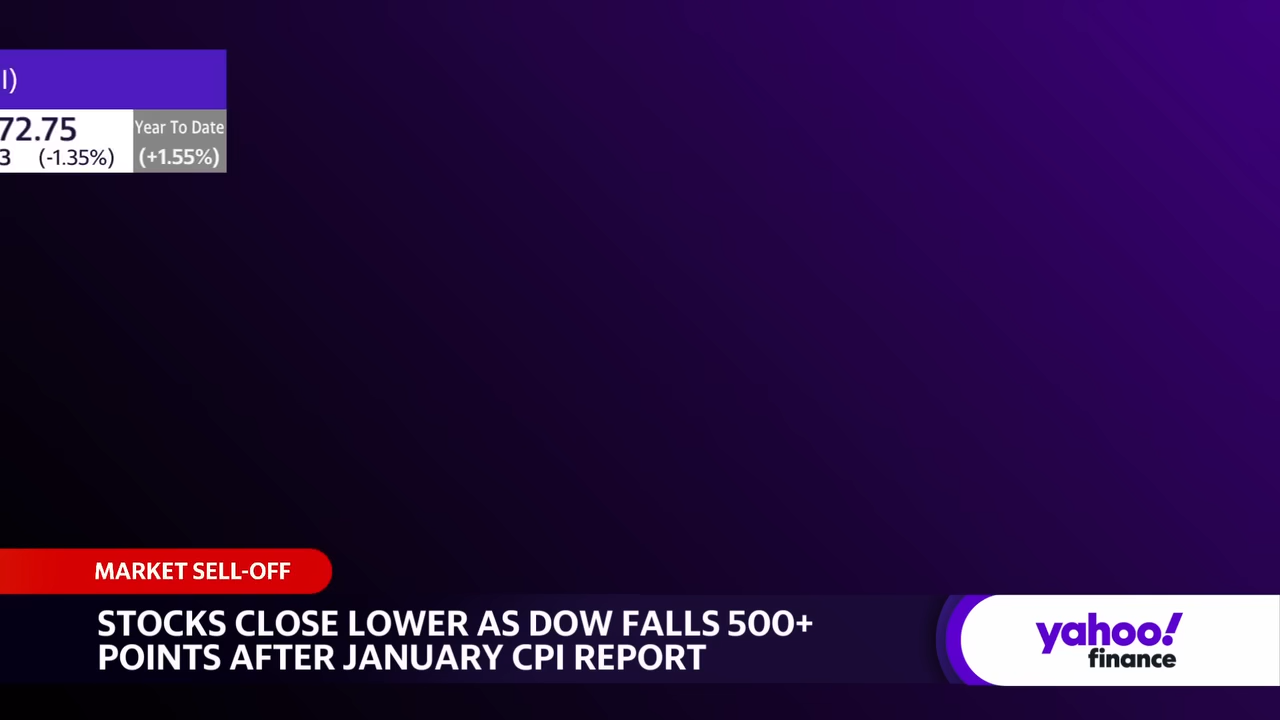 I)
72.75
Year To Date
3 (-1.35%)
(+1.55%)
MARKET SELL-OFF
STOCKS CLOSE LOWER AS DOW FALLS 500+
POINTS AFTER JANUARY CPI REPORT
yahoo!
finance